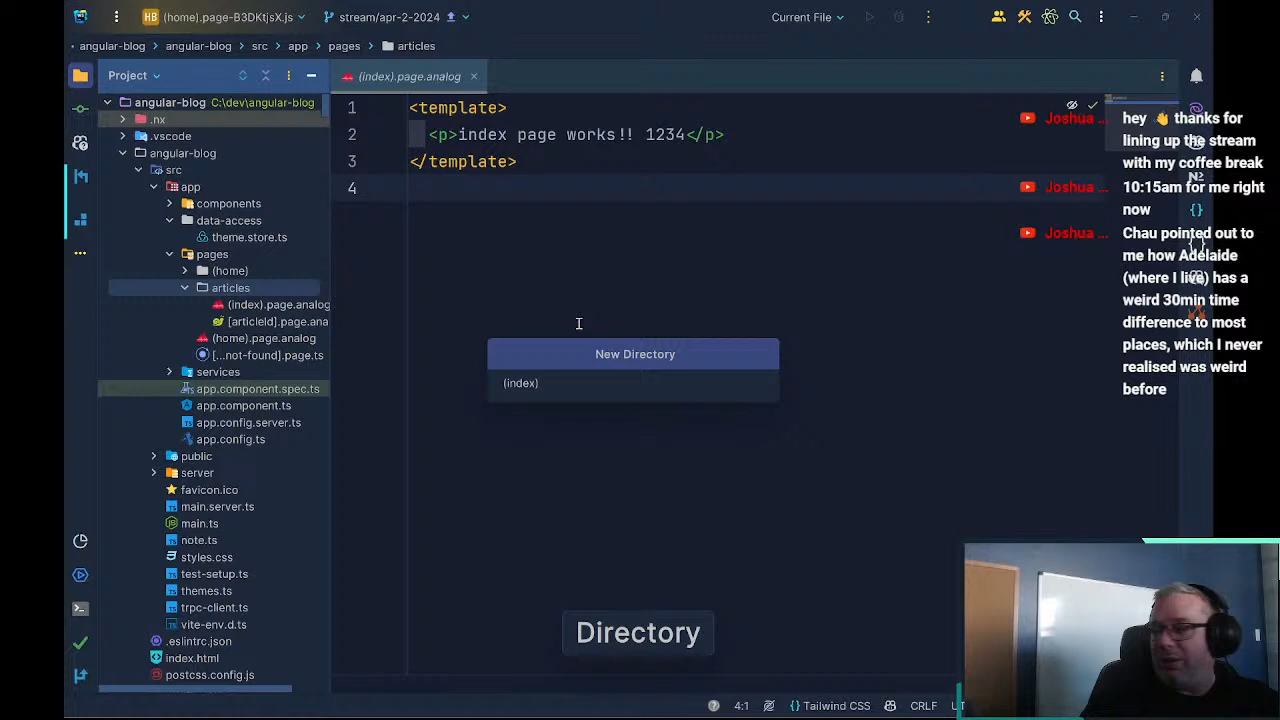 HB (home).page-B3DKtjsX.js
stream/apr-2-2024
Current File
angular-blog
angular-blog
src
app
pages
articles
Project
(index).page.analog
angular-blog C:\dev\angular-blog
.nx
.vscode
angular-blog
src
app
components
data-access
theme.store.ts
pages
(home)
articles
(index).page.analog
[articleId].page.ana
(home).page.analog
[...not-found].page.ts
services
app.component.spec.ts
app.component.ts
app.config.server.ts
app.config.ts
public
server
favicon.ico
main.server.ts
main.ts
note.ts
styles.css
test-setup.ts
themes.ts
trpc-client.ts
vite-env.d.ts
.eslintrc.json
index.html
postcss.config.js
1 <template>
2 <p>index page works!! 1234</p>
3 </template>
4
New Directory
(index)
Directory
Joshua ...
hey 👋 thanks for
lining up the stream
with my coffee break
Joshua ...
10:15am for me right
now
Joshua ...
Chau pointed out to
me how Adelaide
(where I live) has a
weird 30min time
difference to most
places, which I never
realised was weird
before
4:1
Tailwind CSS
CRLF